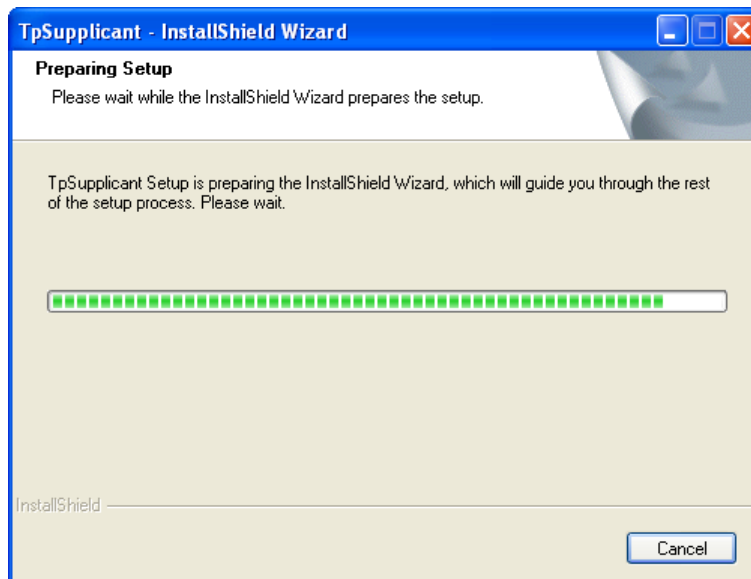 TpSupplicant - InstallShield Wizard
Preparing Setup
Please wait while the InstallShield Wizard prepares the setup.
TpSupplicant Setup is preparing the InstallShield Wizard, which will guide you through the rest
of the setup process. Please wait.
InstallShield
Cancel